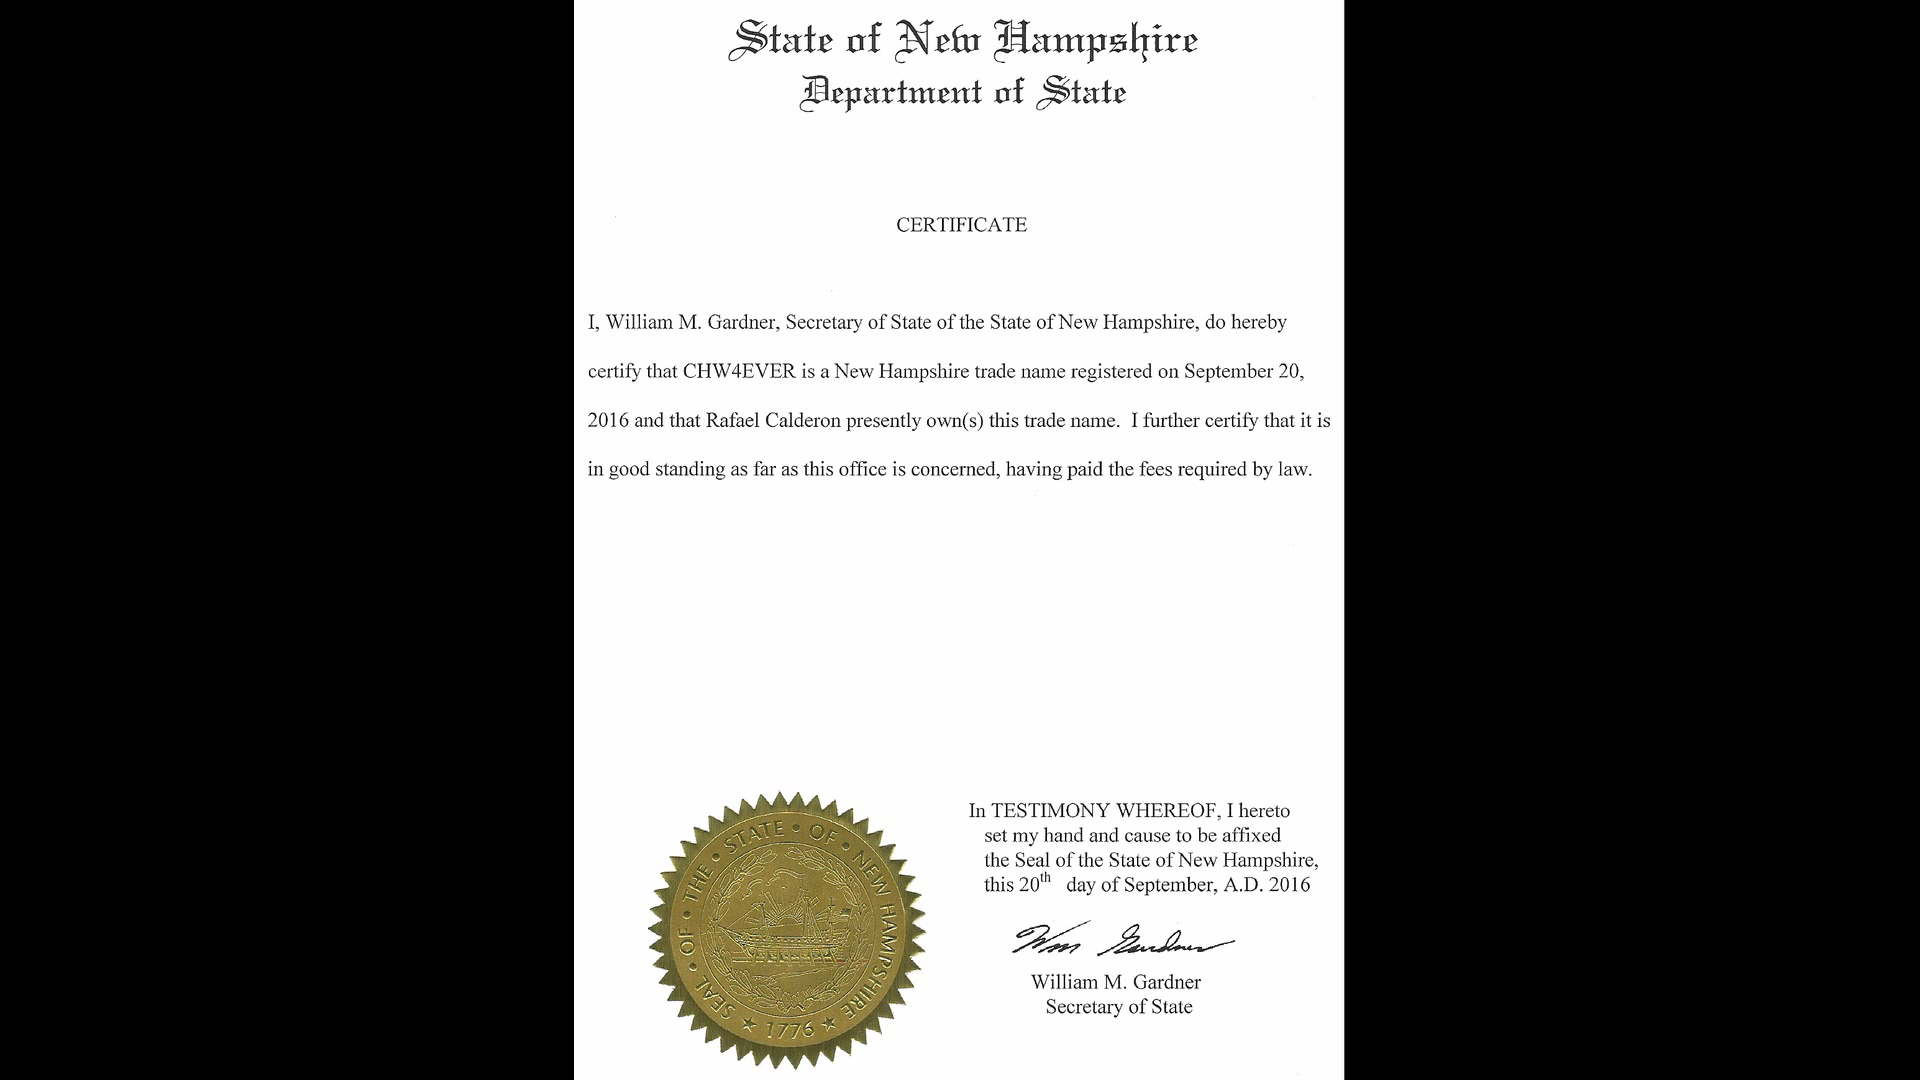 State of New Hampshire
Department of State
CERTIFICATE
I, William M. Gardner, Secretary of State of the State of New Hampshire, do hereby
certify that CHW4EVER is a New Hampshire trade name registered on September 20,
2016 and that Rafael Calderon presently own(s) this trade name.  I further certify that it is
in good standing as far as this office is concerned, having paid the fees required by law.
In TESTIMONY WHEREOF, I hereto
set my hand and cause to be affixed
the Seal of the State of New Hampshire,
this 20th day of September, A.D. 2016
Wm Gardner
William M. Gardner
Secretary of State
SEAL • OF • THE • STATE • OF • NEW HAMPSHIRE
★ 1776 ★